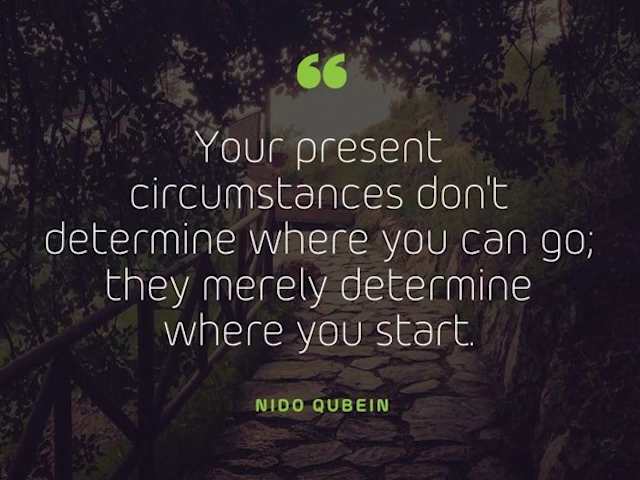 “
Your present
circumstances don't
determine where you can go;
they merely determine
where you start.
NIDO QUBEIN